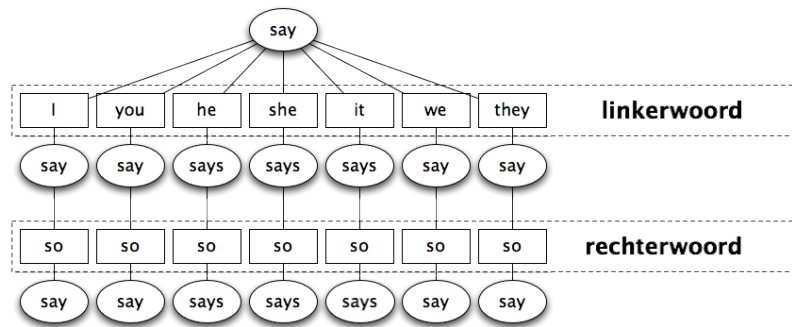 say
I you he she it we they linkerwoord
say say says says says say say
so so so so so so so rechterwoord
say say says says says say say